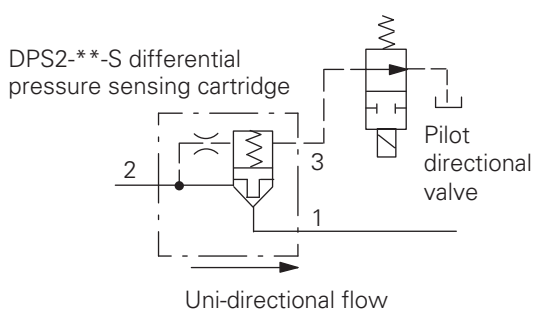 DPS2-**-S differential
pressure sensing cartridge
2
3
Pilot
directional
valve
1
Uni-directional flow